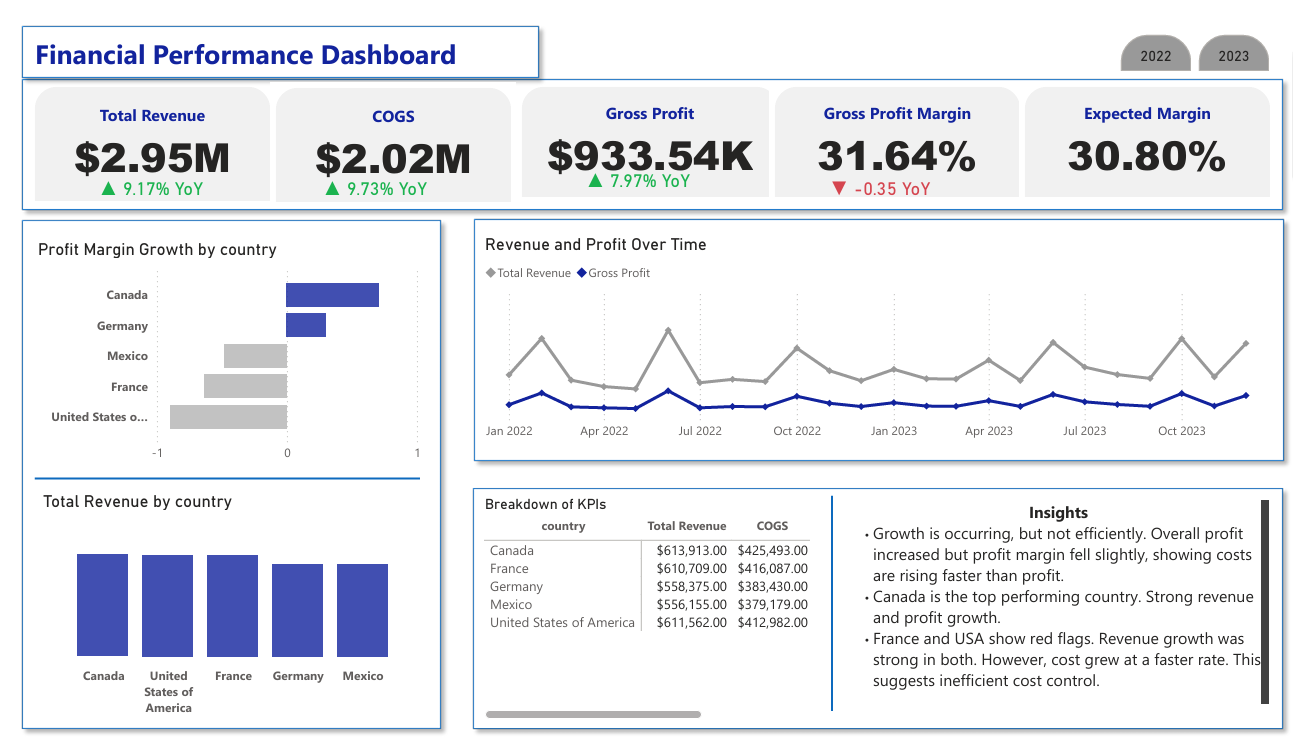 Financial Performance Dashboard
2022
2023
Total Revenue
$2.95M
▲ 9.17% YoY
COGS
$2.02M
▲ 9.73% YoY
Gross Profit
$933.54K
▲ 7.97% YoY
Gross Profit Margin
31.64%
▼ -0.35 YoY
Expected Margin
30.80%
Profit Margin Growth by country
Canada
Germany
Mexico
France
United States o...
-1 0 1
Total Revenue by country
Canada
United
States of
America
France
Germany
Mexico
Revenue and Profit Over Time
Total Revenue Gross Profit
Jan 2022 Apr 2022 Jul 2022 Oct 2022 Jan 2023 Apr 2023 Jul 2023 Oct 2023
Breakdown of KPIs
country Total Revenue COGS
Canada $613,913.00 $425,493.00
France $610,709.00 $416,087.00
Germany $558,375.00 $383,430.00
Mexico $556,155.00 $379,179.00
United States of America $611,562.00 $412,982.00
Insights
• Growth is occurring, but not efficiently. Overall profit
increased but profit margin fell slightly, showing costs
are rising faster than profit.
• Canada is the top performing country. Strong revenue
and profit growth.
• France and USA show red flags. Revenue growth was
strong in both. However, cost grew at a faster rate. This
suggests inefficient cost control.